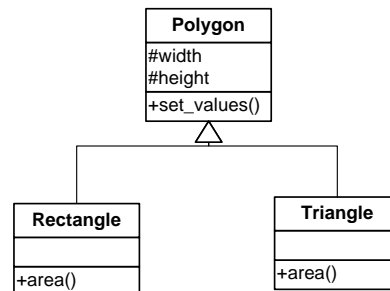 Polygon
#width
#height
+set_values()
Rectangle
+area()
Triangle
+area()